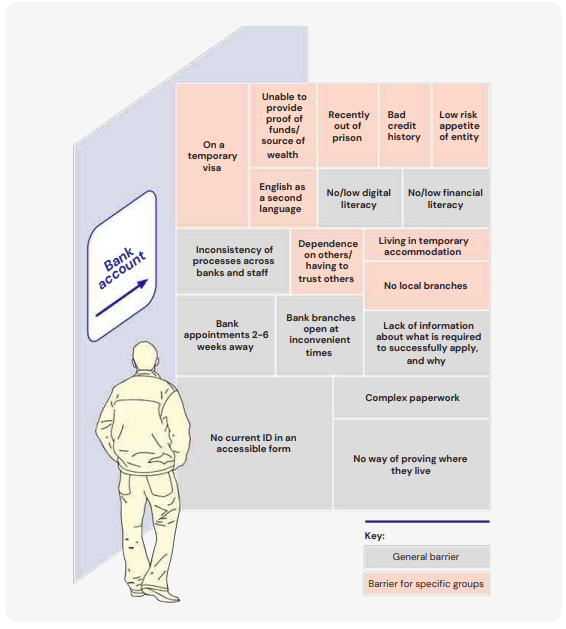 On a
temporary
visa
Unable to
provide
proof of
funds/
source of
wealth
Recently
out of
prison
Bad
credit
history
Low risk
appetite
of entity
English as
a second
language
No/low digital
literacy
No/low financial
literacy
Bank
account
Inconsistency of
processes across
banks and staff
Dependence
on others/
having to
trust others
Living in temporary
accommodation
No local branches
Bank
appointments 2-6
weeks away
Bank branches
open at
inconvenient
times
Lack of information
about what is required
to successfully apply,
and why
No current ID in an
accessible form
Complex paperwork
No way of proving where
they live
Key:
General barrier
Barrier for specific groups